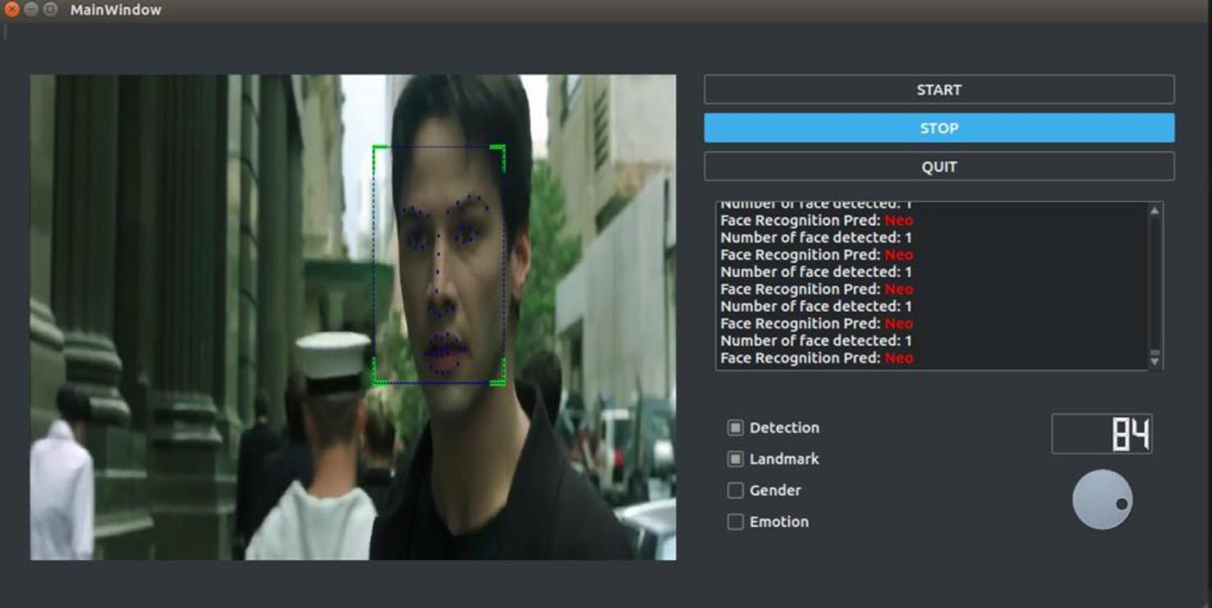 MainWindow
START
STOP
QUIT
Number of face detected: 1
Face Recognition Pred: Neo
Number of face detected: 1
Face Recognition Pred: Neo
Number of face detected: 1
Face Recognition Pred: Neo
Number of face detected: 1
Face Recognition Pred: Neo
Number of face detected: 1
Face Recognition Pred: Neo
Detection
84
Landmark
Gender
Emotion